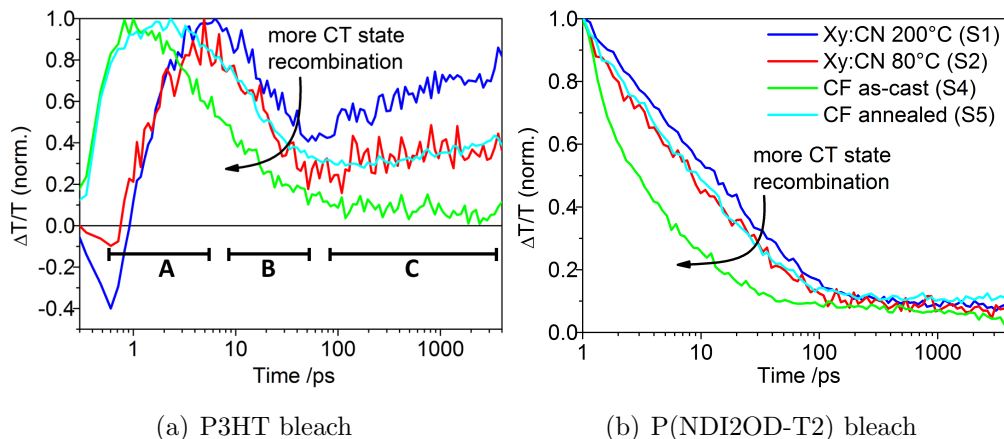 more CT state
recombination
1.0
0.8
0.6
0.4
0.2
0.0
-0.2
-0.4
ΔT/T (norm.)
A
B
C
1
10
100
1000
Time /ps
(a) P3HT bleach
Xy:CN 200°C (S1)
Xy:CN 80°C (S2)
CF as-cast (S4)
CF annealed (S5)
more CT state
recombination
1.0
0.8
0.6
0.4
0.2
0.0
ΔT/T (norm.)
1
10
100
1000
Time /ps
(b) P(NDI2OD-T2) bleach